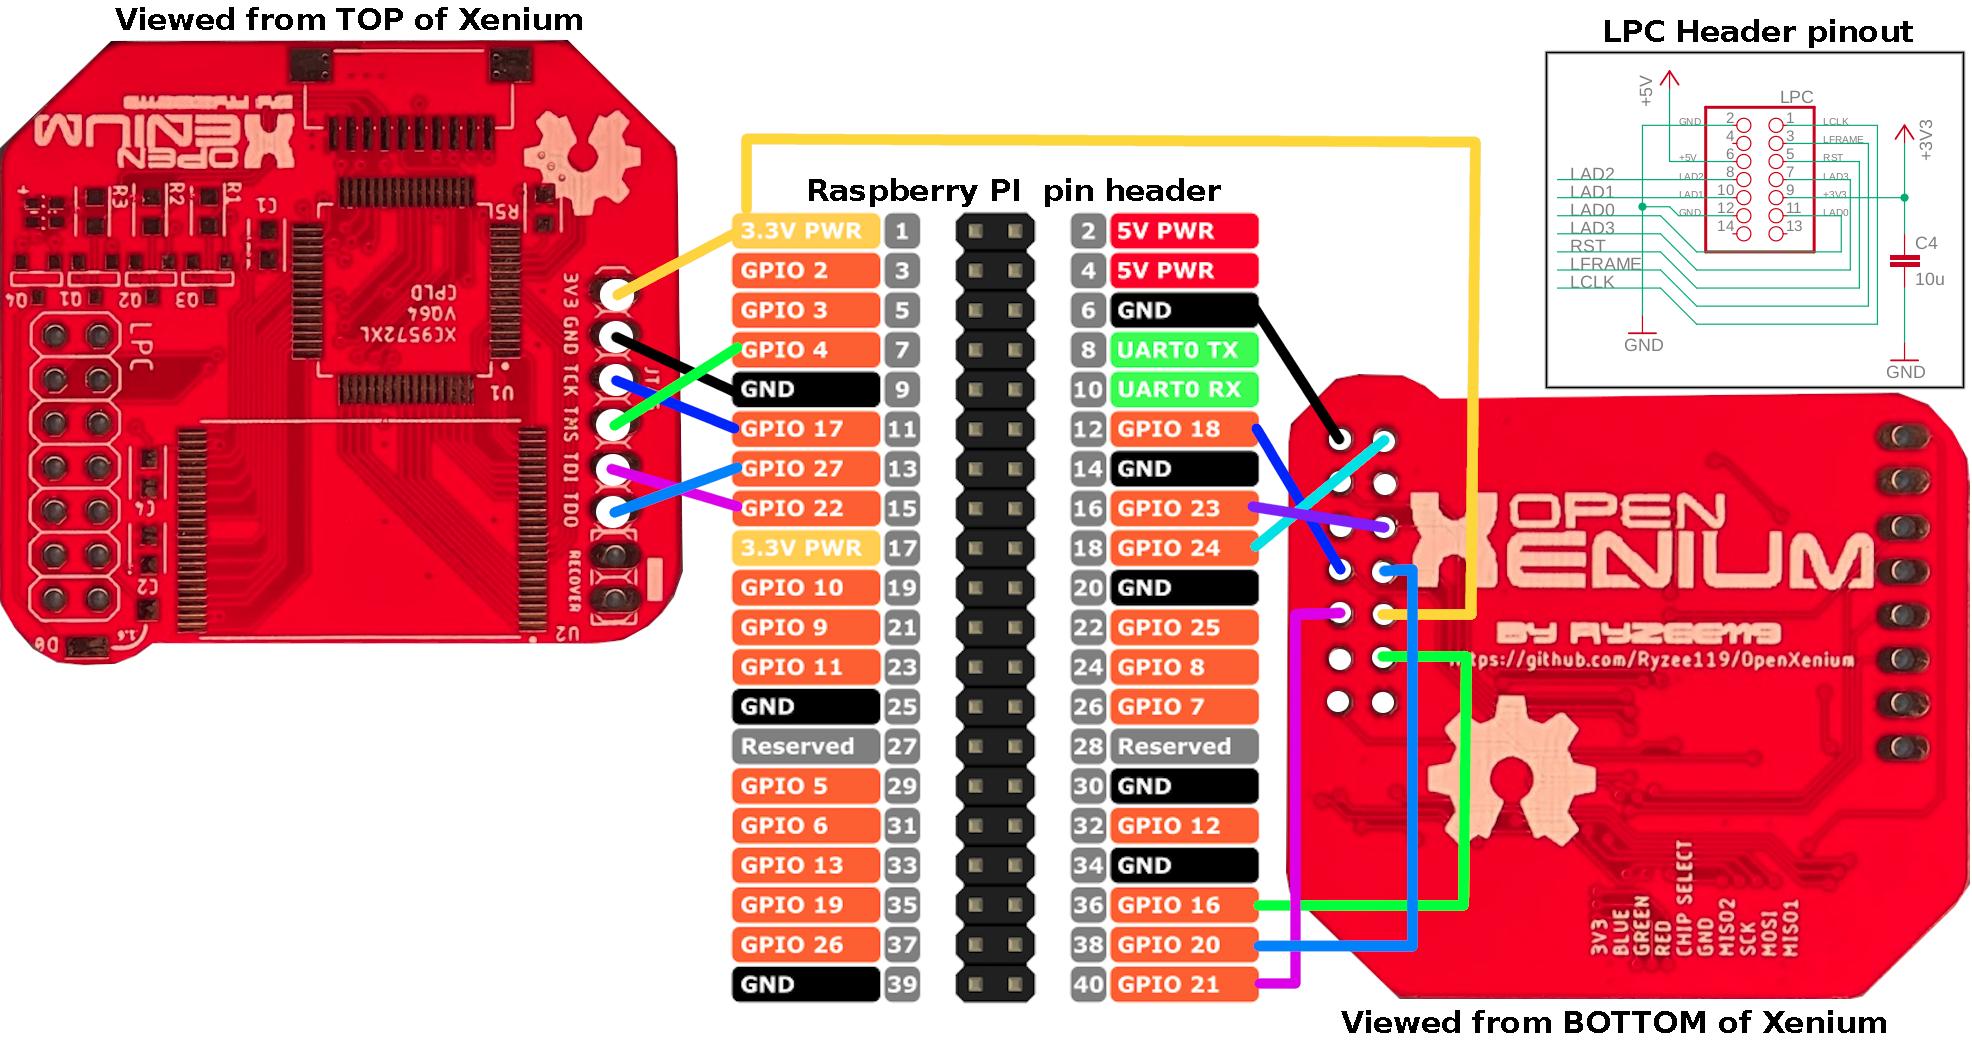 Viewed from TOP of Xenium
LPC Header pinout
Raspberry PI pin header
OPEN
XENIUM
By Ryzee119
R3
R2
R1
C1
R5
Q4
Q1
Q2
Q3
XC9572XL
VQ64
CPLD
U1
LPC
C4
C2
D0
U2
3V3 GND TCK TMS TDI TDO
RECOVER
3.3V PWR 1
GPIO 2 3
GPIO 3 5
GPIO 4 7
GND 9
GPIO 17 11
GPIO 27 13
GPIO 22 15
3.3V PWR 17
GPIO 10 19
GPIO 9 21
GPIO 11 23
GND 25
Reserved 27
GPIO 5 29
GPIO 6 31
GPIO 13 33
GPIO 19 35
GPIO 26 37
GND 39
2 5V PWR
4 5V PWR
6 GND
8 UART0 TX
10 UART0 RX
12 GPIO 18
14 GND
16 GPIO 23
18 GPIO 24
20 GND
22 GPIO 25
24 GPIO 8
26 GPIO 7
28 Reserved
30 GND
32 GPIO 12
34 GND
36 GPIO 16
38 GPIO 20
40 GPIO 21
+5V
LPC
+3V3
GND 2 1 LCLK
4 3 LFRAME
+5V 6 5 RST
LAD2 8 7 LAD3
LAD1 10 9 +3V3
GND 12 11 LAD0
14 13
LAD2
LAD1
LAD0
LAD3
RST
LFRAME
LCLK
C4
10u
GND
GND
OPEN
XENIUM
BY RYZEE119
https://github.com/Ryzee119/OpenXenium
3V3
BLUE
GREEN
RED
CHIP SELECT
GND
MISO2
SCK
MOSI
MISO1
Viewed from BOTTOM of Xenium